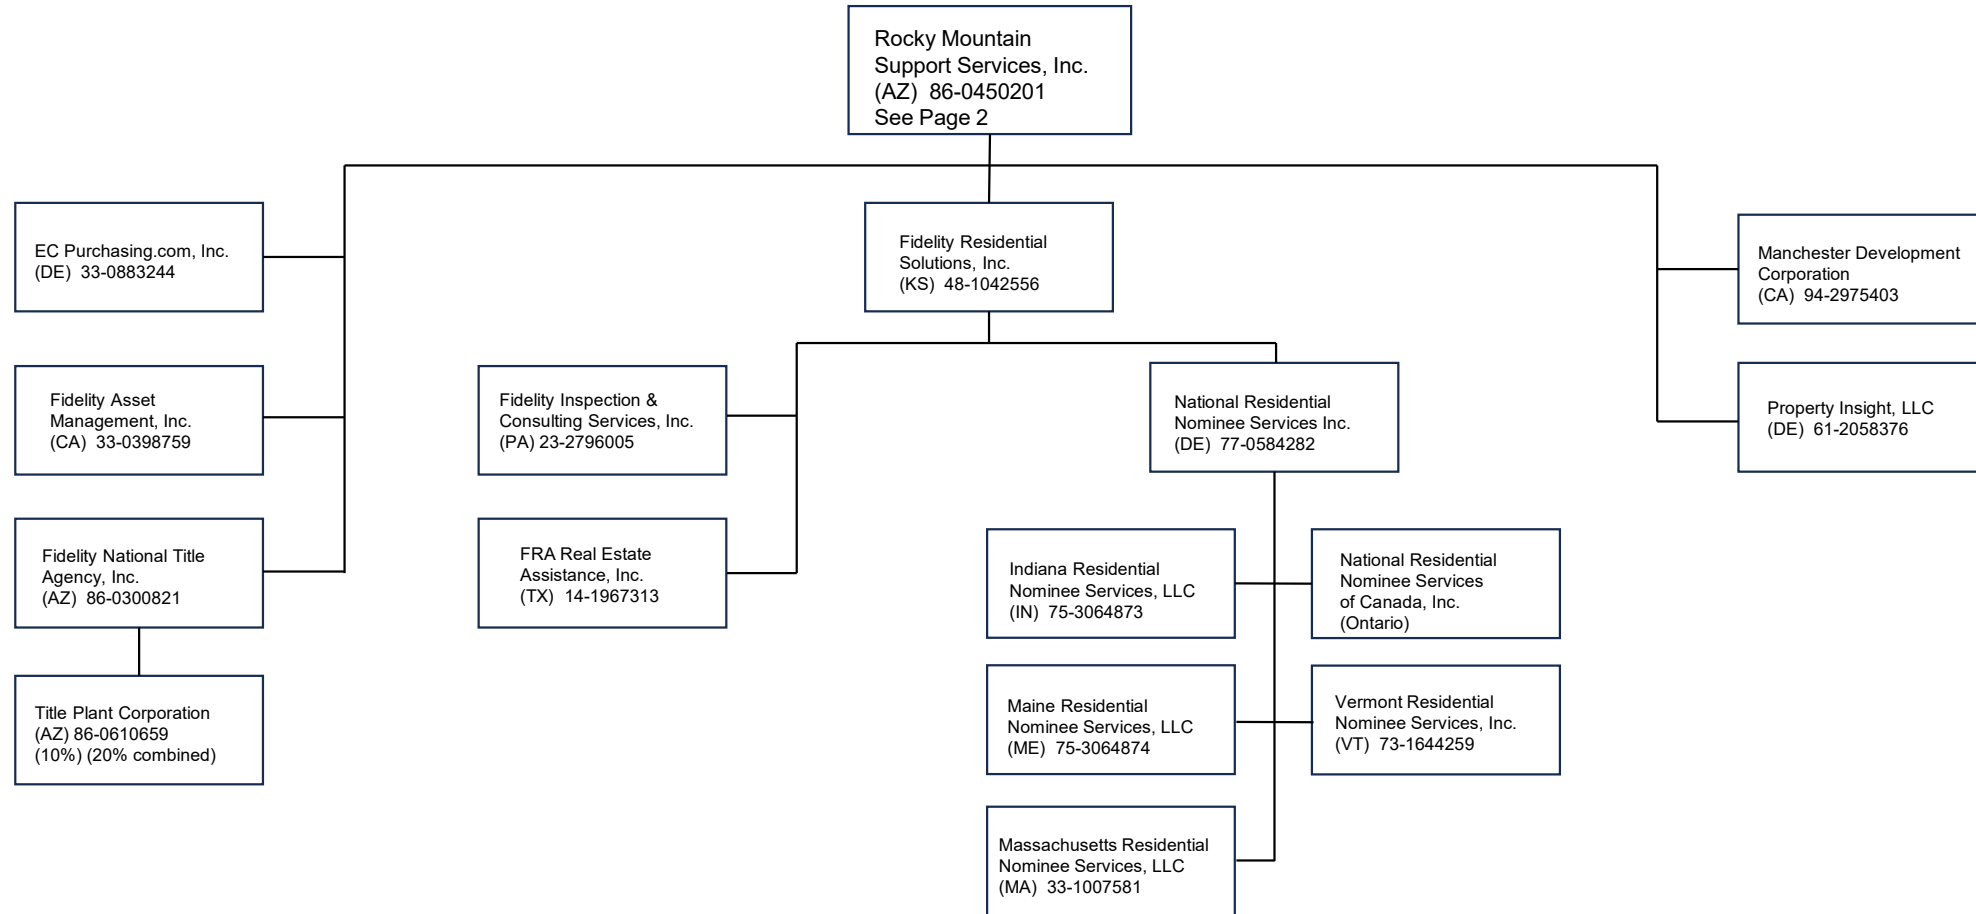 Rocky Mountain
Support Services, Inc.
(AZ) 86-0450201
See Page 2
EC Purchasing.com, Inc.
(DE) 33-0883244
Fidelity Residential
Solutions, Inc.
(KS) 48-1042556
Manchester Development
Corporation
(CA) 94-2975403
Fidelity Asset
Management, Inc.
(CA) 33-0398759
Fidelity Inspection &
Consulting Services, Inc.
(PA) 23-2796005
National Residential
Nominee Services Inc.
(DE) 77-0584282
Property Insight, LLC
(DE) 61-2058376
Fidelity National Title
Agency, Inc.
(AZ) 86-0300821
FRA Real Estate
Assistance, Inc.
(TX) 14-1967313
Indiana Residential
Nominee Services, LLC
(IN) 75-3064873
National Residential
Nominee Services
of Canada, Inc.
(Ontario)
Title Plant Corporation
(AZ) 86-0610659
(10%) (20% combined)
Maine Residential
Nominee Services, LLC
(ME) 75-3064874
Vermont Residential
Nominee Services, Inc.
(VT) 73-1644259
Massachusetts Residential
Nominee Services, LLC
(MA) 33-1007581